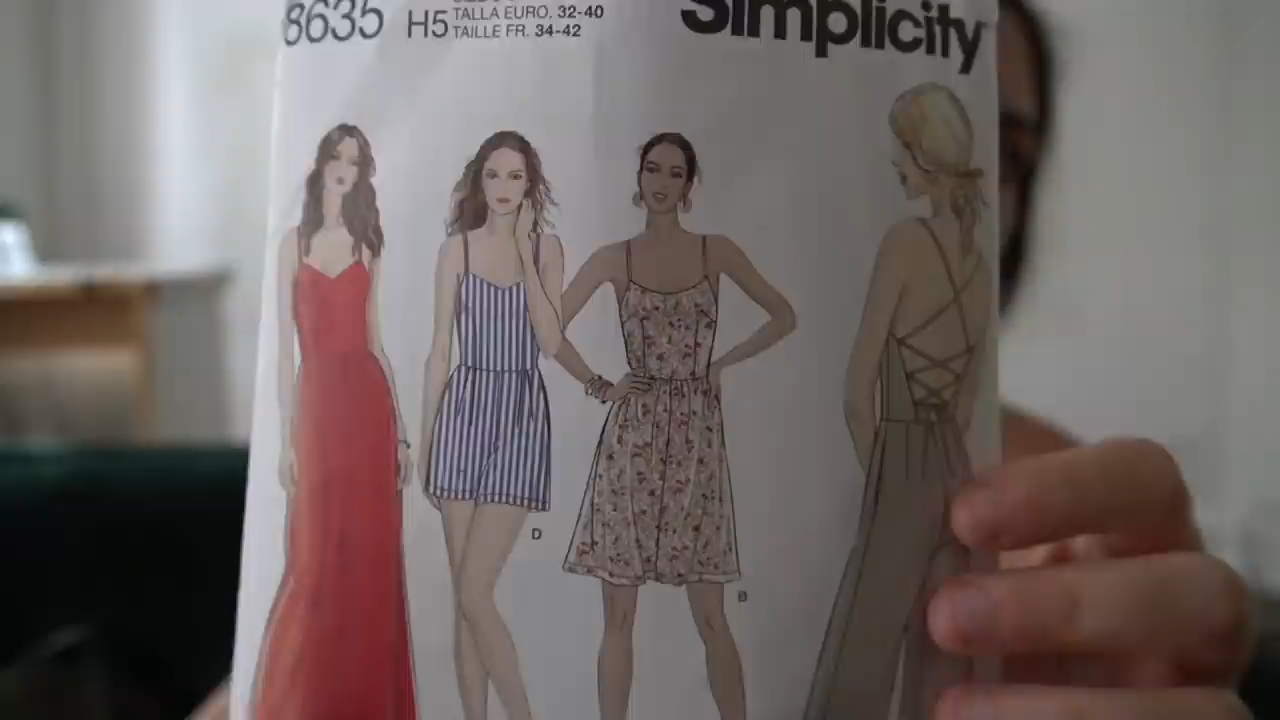 8635
H5
TALLA EURO. 32-40
TAILLE FR. 34-42
Simplicity
D
B